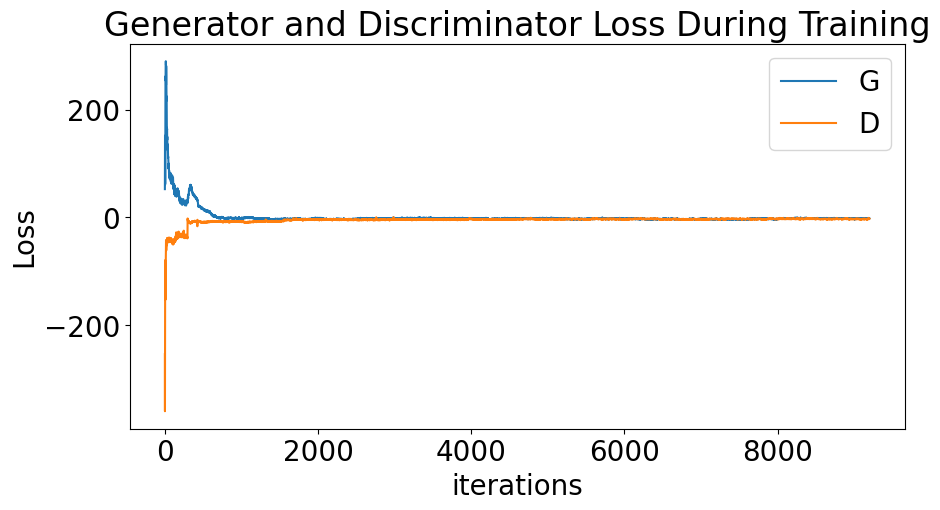 Generator and Discriminator Loss During Training
G
D
Loss
200
0
−200
0 2000 4000 6000 8000
iterations